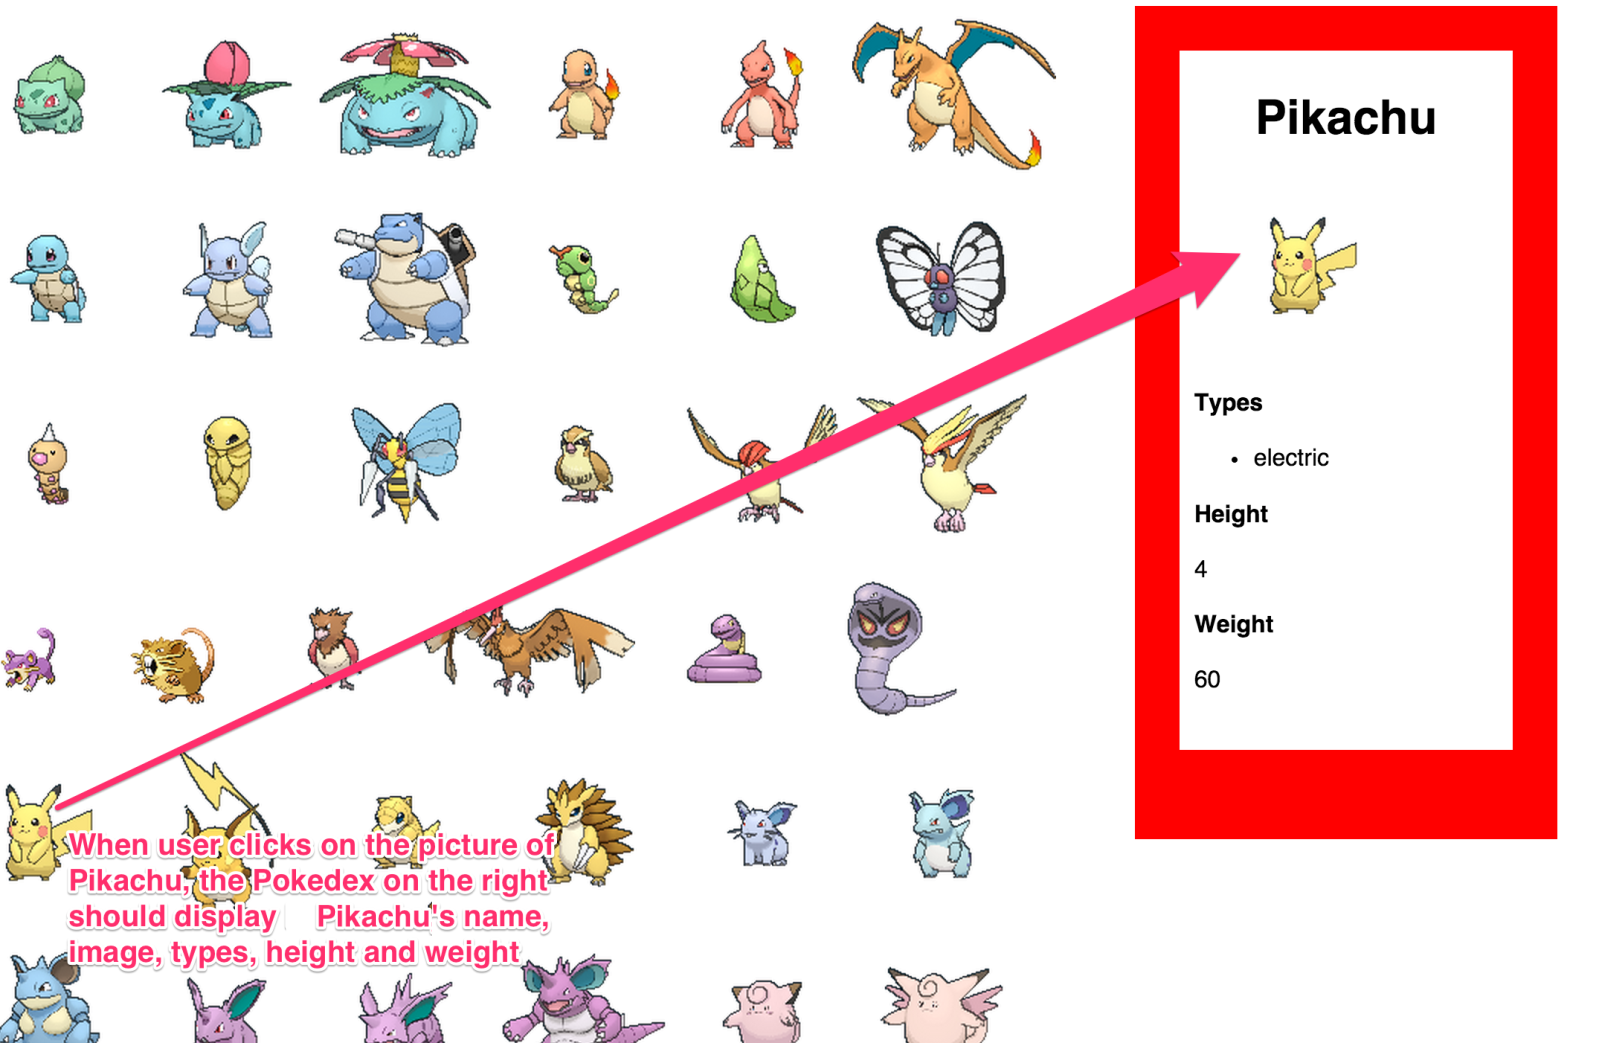 Pikachu
Types
• electric
Height
4
Weight
60
When user clicks on the picture of
Pikachu, the Pokedex on the right
should display Pikachu's name,
image, types, height and weight